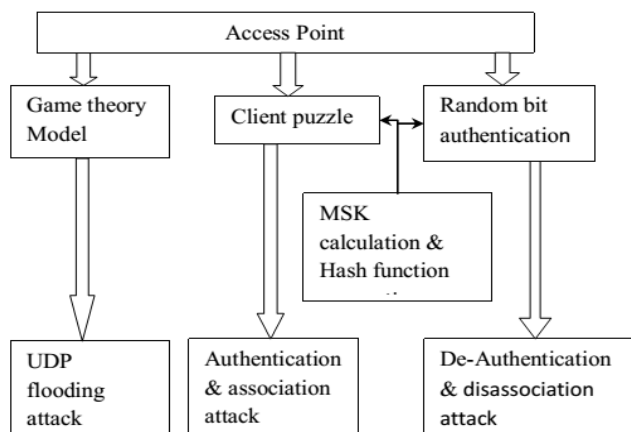 Access Point
Game theory
Model
Client puzzle
Random bit
authentication
MSK
calculation &
Hash function
UDP
flooding
attack
Authentication
& association
attack
De-Authentication
& disassociation
attack